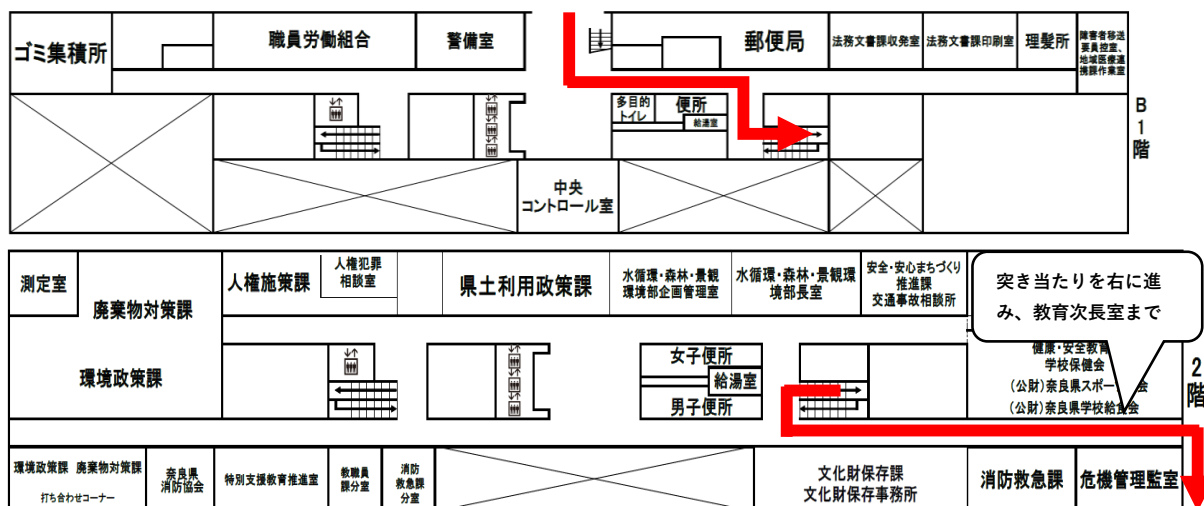 ゴミ集積所
職員労働組合
警備室
郵便局
法務文書課収発室
法務文書課印刷室
理髪所
障害者移送
要員控室、
地域医療連
携課作業室
多目的
トイレ
便所
給湯室
中央
コントロール室
B
1
階
測定室
廃棄物対策課
環境政策課
人権施策課
人権犯罪
相談室
県土利用政策課
水循環・森林・景観
環境部企画管理室
水循環・森林・景観環
境部長室
安全・安心まちづくり
推進課
交通事故相談所
突き当たりを右に進
み、教育次長室まで
健康・安全教育
学校保健会
(公財)奈良県スポー
会
(公財)奈良県学校給食会
女子便所
給湯室
男子便所
2
階
環境政策課 廃棄物対策課
打ち合わせコーナー
奈良県
消防協会
特別支援教育推進室
教職員
課分室
消防
救急課
分室
文化財保存課
文化財保存事務所
消防救急課
危機管理監室